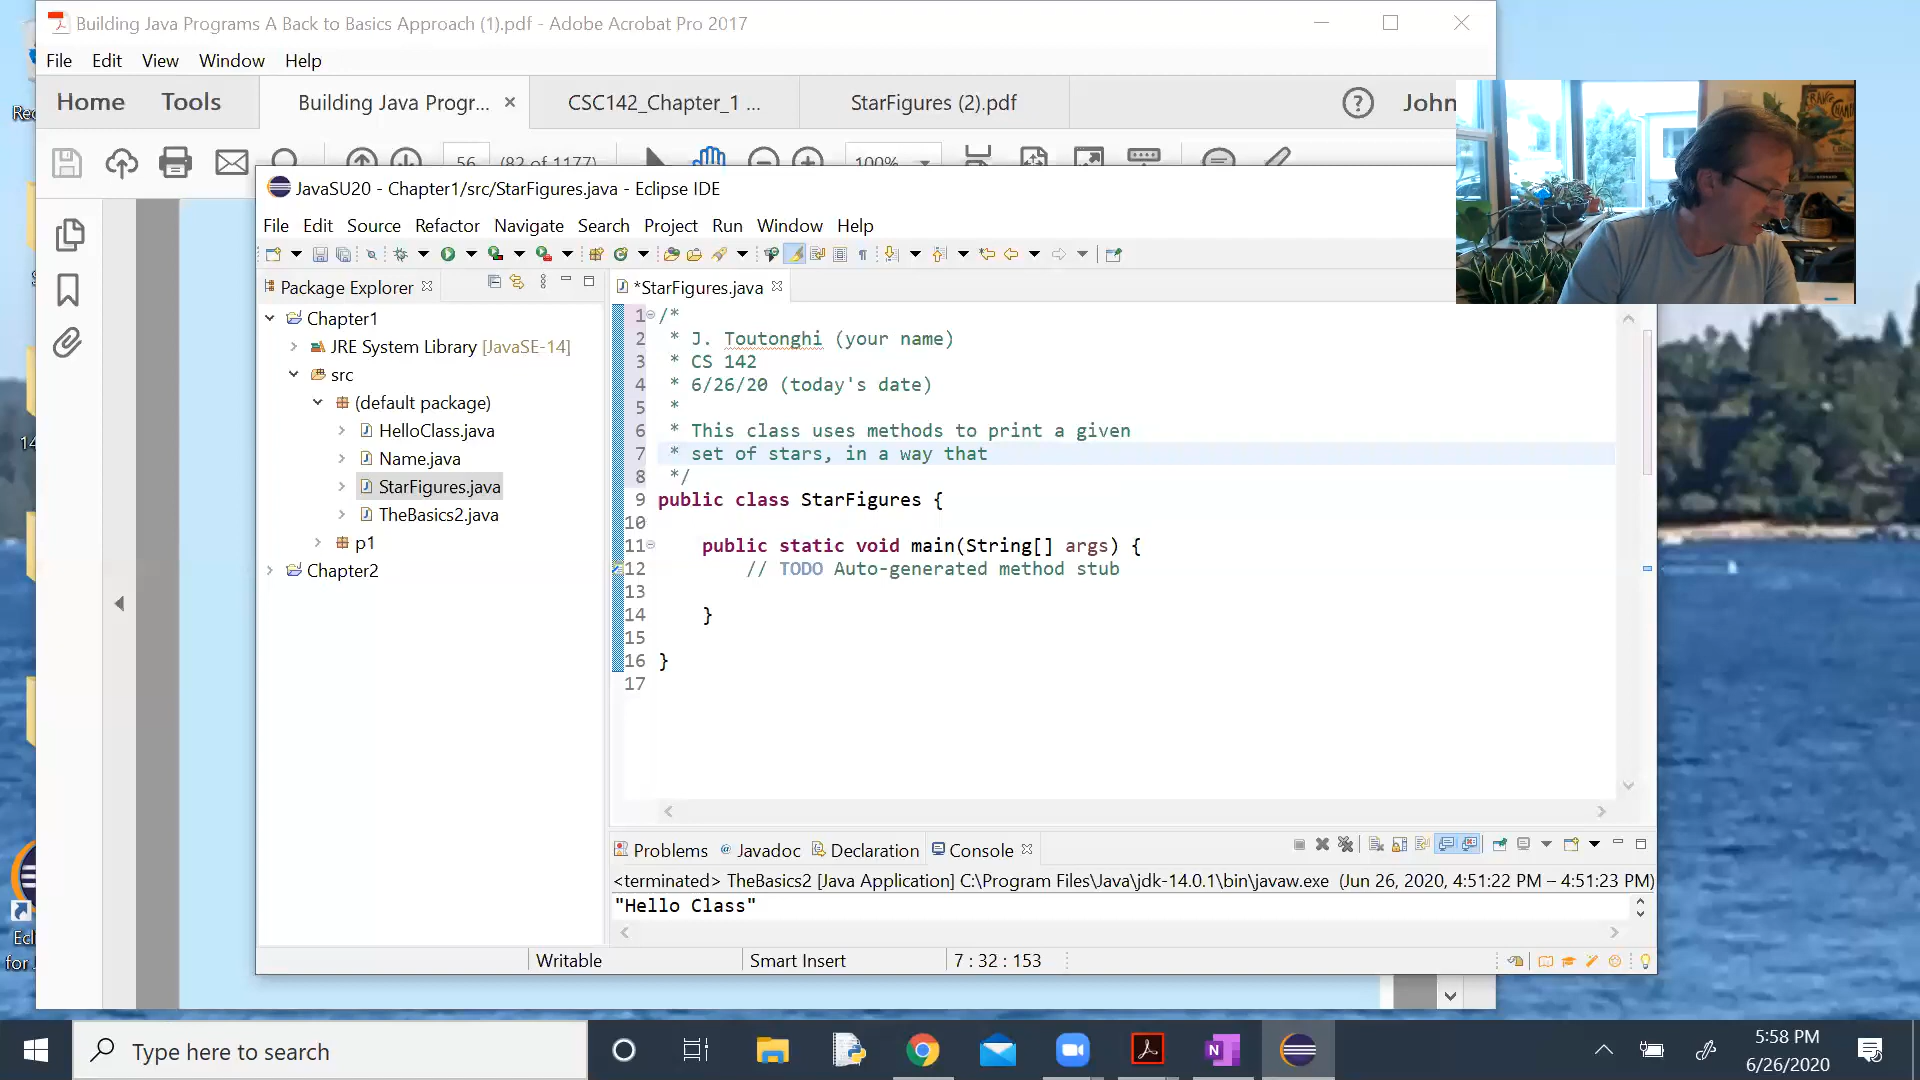 Building Java Programs A Back to Basics Approach (1).pdf - Adobe Acrobat Pro 2017
File Edit View Window Help
Home Tools Building Java Progr... × CSC142_Chapter_1 ... StarFigures (2).pdf ? John
56 (82 of 1177) 100%
JavaSU20 - Chapter1/src/StarFigures.java - Eclipse IDE
File Edit Source Refactor Navigate Search Project Run Window Help
Package Explorer
*StarFigures.java
Chapter1
JRE System Library [JavaSE-14]
src
(default package)
HelloClass.java
Name.java
StarFigures.java
TheBasics2.java
p1
Chapter2
1 /*
2 * J. Toutonghi (your name)
3 * CS 142
4 * 6/26/20 (today's date)
5 *
6 * This class uses methods to print a given
7 * set of stars, in a way that
8 */
9 public class StarFigures {
10
11 public static void main(String[] args) {
12 // TODO Auto-generated method stub
13
14 }
15
16 }
17
Problems @ Javadoc Declaration Console
<terminated> TheBasics2 [Java Application] C:\Program Files\Java\jdk-14.0.1\bin\javaw.exe (Jun 26, 2020, 4:51:22 PM – 4:51:23 PM)
"Hello Class"
Writable Smart Insert 7 : 32 : 153
Type here to search
5:58 PM
6/26/2020